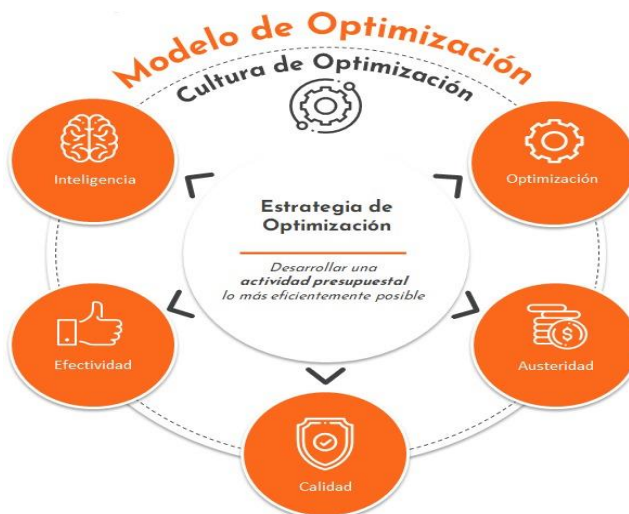 Modelo de Optimización
Cultura de Optimización
Inteligencia
Optimización
Estrategia de
Optimización
Desarrollar una
actividad presupuestal
lo más eficientemente posible
Efectividad
Austeridad
Calidad